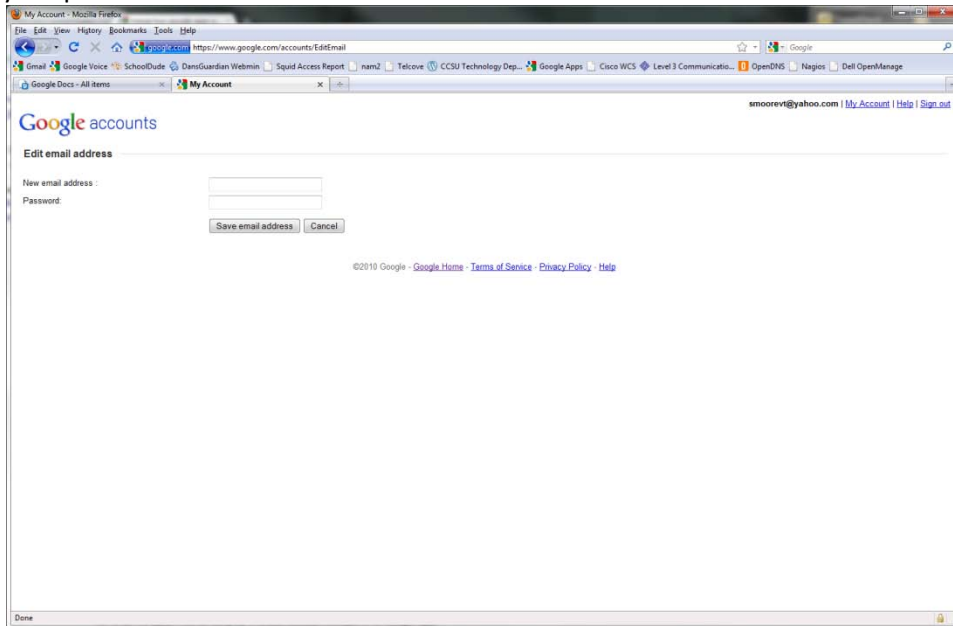 My Account - Mozilla Firefox
File Edit View History Bookmarks Tools Help
google.com https://www.google.com/accounts/EditEmail Google
Gmail Google Voice SchoolDude DansGuardian Webmin Squid Access Report nam2 Telcove CCSU Technology Dep... Google Apps Cisco WCS Level 3 Communicatio... OpenDNS Nagios Dell OpenManage
Google Docs - All items My Account
smoorevt@yahoo.com | My Account | Help | Sign out
Google accounts
Edit email address
New email address :
Password:
Save email address Cancel
©2010 Google - Google Home - Terms of Service - Privacy Policy - Help
Done